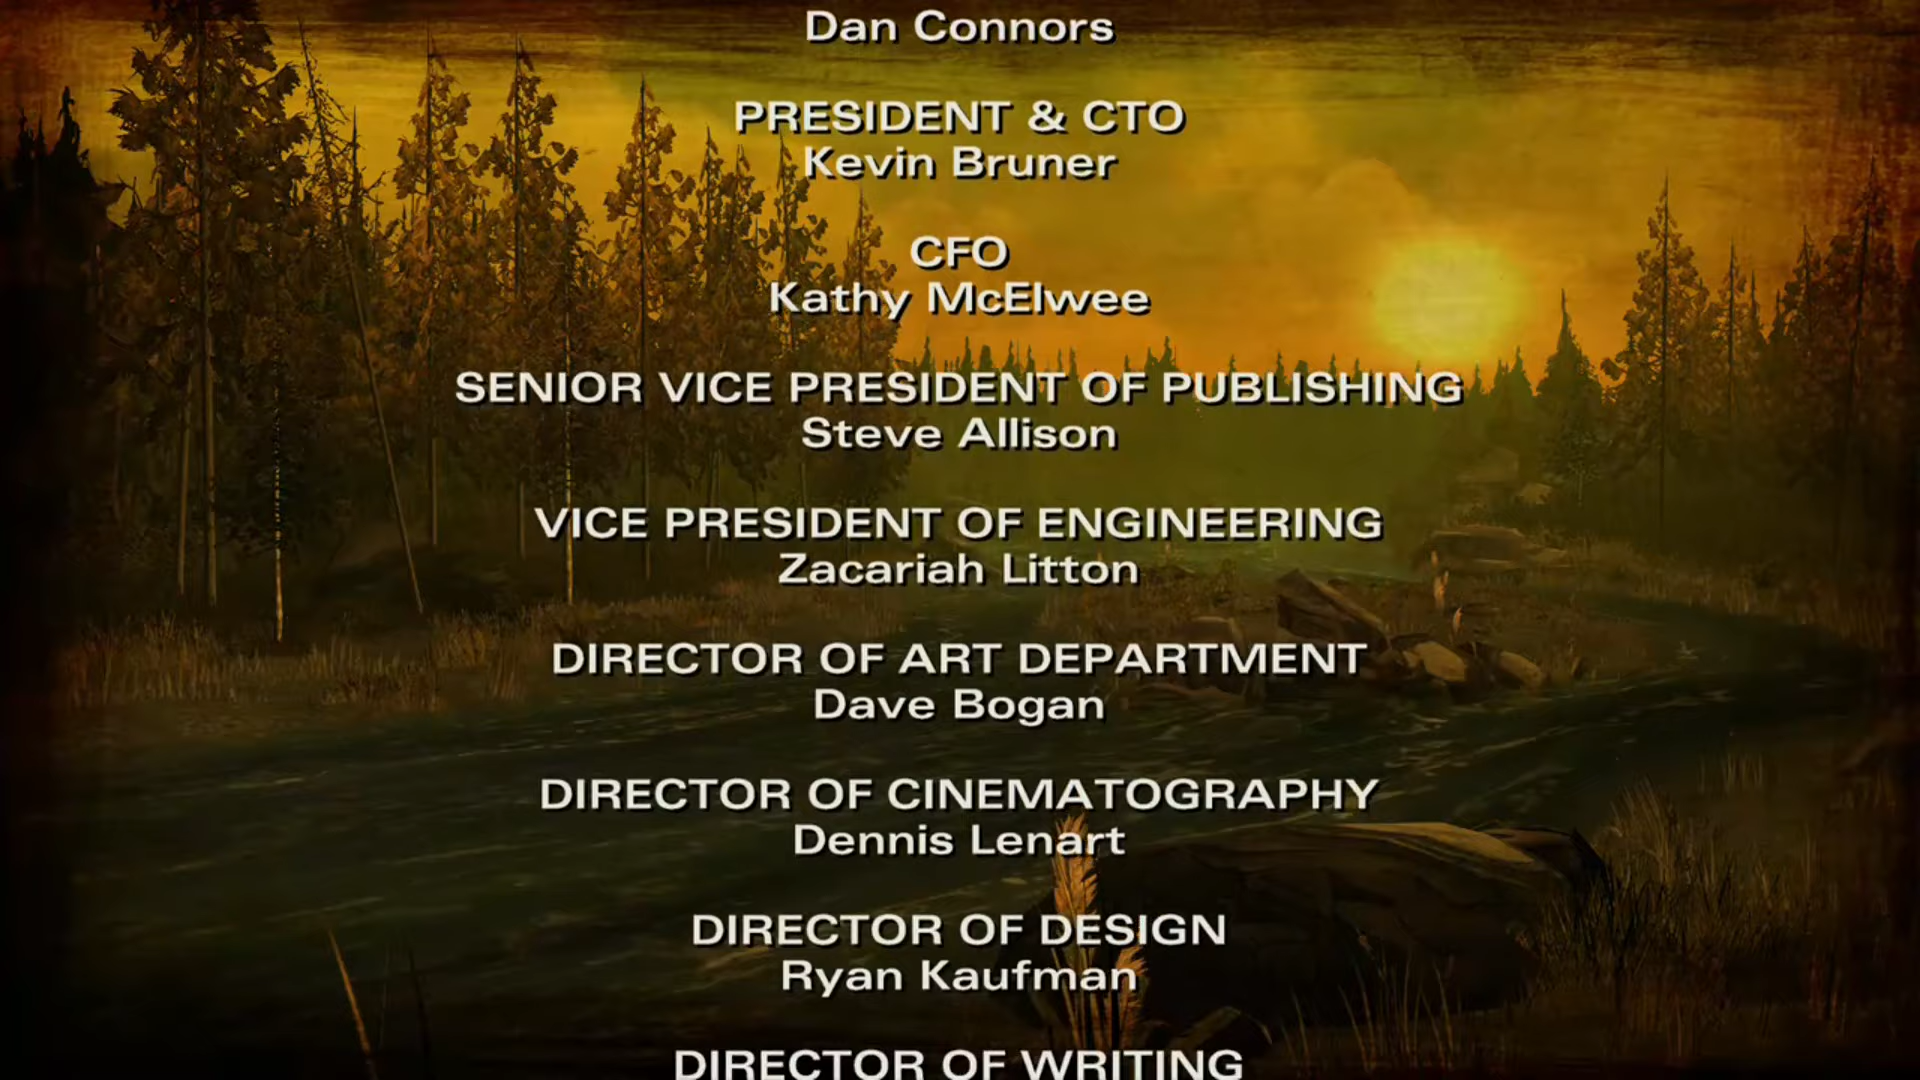 Dan Connors
PRESIDENT & CTO
Kevin Bruner
CFO
Kathy McElwee
SENIOR VICE PRESIDENT OF PUBLISHING
Steve Allison
VICE PRESIDENT OF ENGINEERING
Zacariah Litton
DIRECTOR OF ART DEPARTMENT
Dave Bogan
DIRECTOR OF CINEMATOGRAPHY
Dennis Lenart
DIRECTOR OF DESIGN
Ryan Kaufman
DIRECTOR OF WRITING